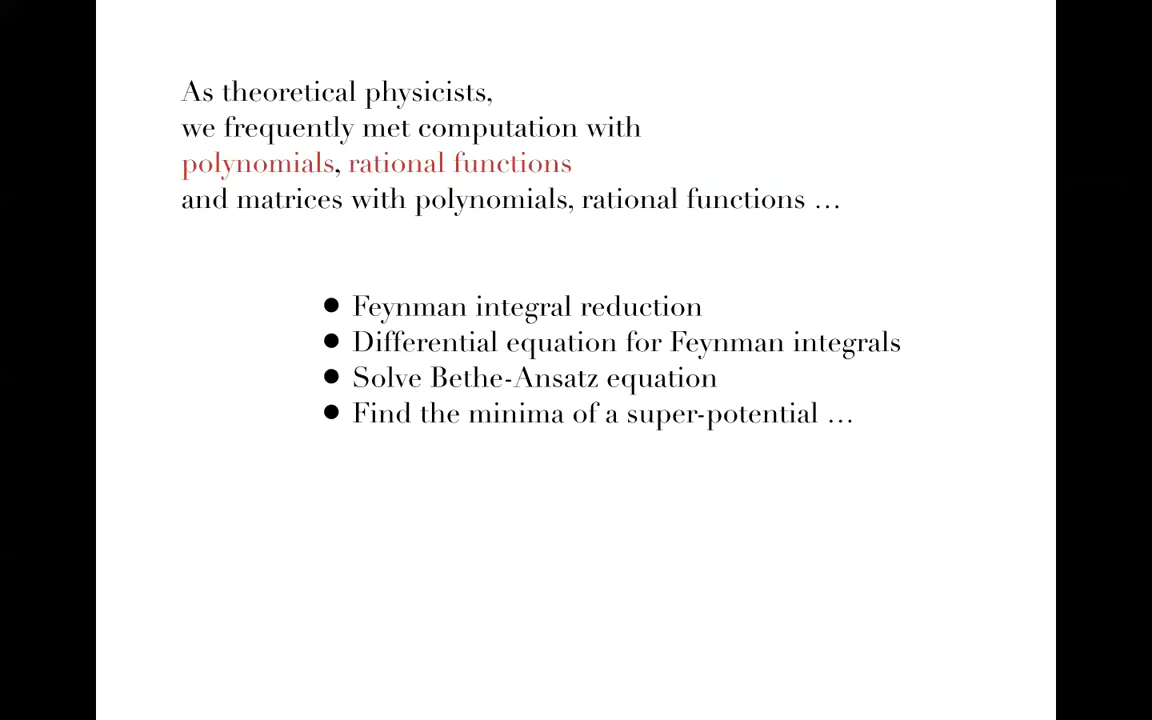 As theoretical physicists,
we frequently met computation with
polynomials, rational functions
and matrices with polynomials, rational functions …
● Feynman integral reduction
● Differential equation for Feynman integrals
● Solve Bethe-Ansatz equation
● Find the minima of a super-potential …